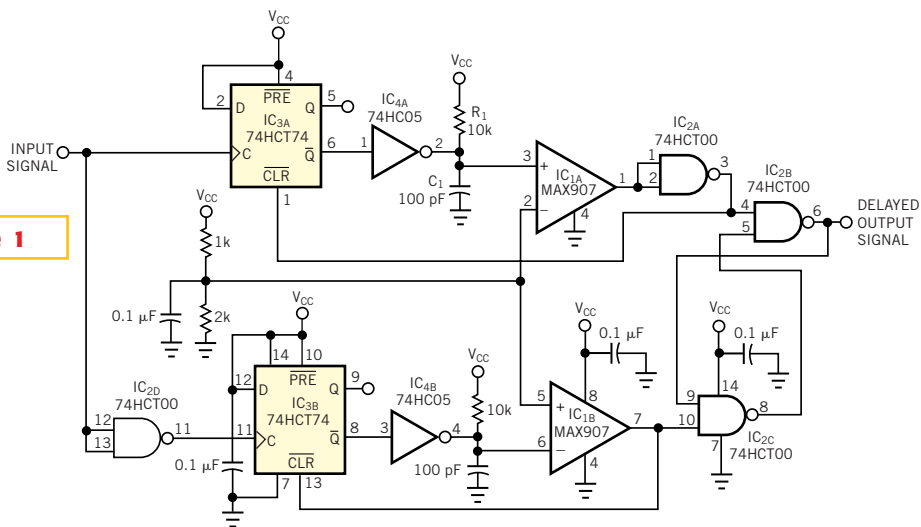 VCC
4
2
D
PRE
Q
5
IC3A
74HCT74
C
Q
6
CLR
1
INPUT
SIGNAL
IC4A
74HC05
1
2
VCC
R1
10k
C1
100 pF
3
+
2
–
IC1A
MAX907
1
4
IC2A
74HCT00
1
2
3
IC2B
74HCT00
4
5
6
DELAYED
OUTPUT
SIGNAL
e 1
VCC
1k
0.1 µF
2k
VCC
14
10
12
D
PRE
Q
9
IC3B
74HCT74
11
C
Q
8
CLR
7
13
IC2D
74HCT00
12
13
11
0.1 µF
IC4B
74HC05
3
4
VCC
10k
100 pF
VCC
0.1 µF
8
5
+
6
–
IC1B
MAX907
7
4
VCC
0.1 µF
14
9
10
8
7
IC2C
74HCT00